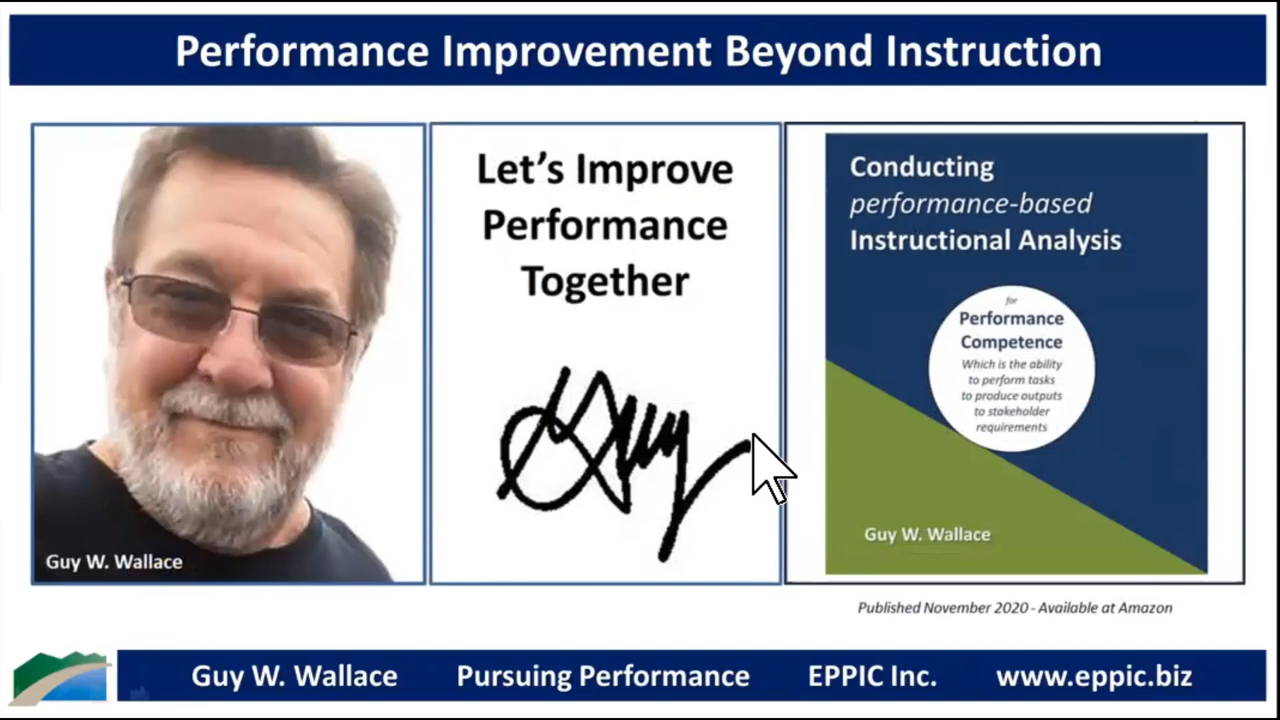 Performance Improvement Beyond Instruction
Guy W. Wallace
Let's Improve
Performance
Together
Guy
Conducting
performance-based
Instructional Analysis
for
Performance
Competence
Which is the ability
to perform tasks
to produce outputs
to stakeholder
requirements
Guy W. Wallace
Published November 2020 - Available at Amazon
Guy W. Wallace Pursuing Performance EPPIC Inc. www.eppic.biz